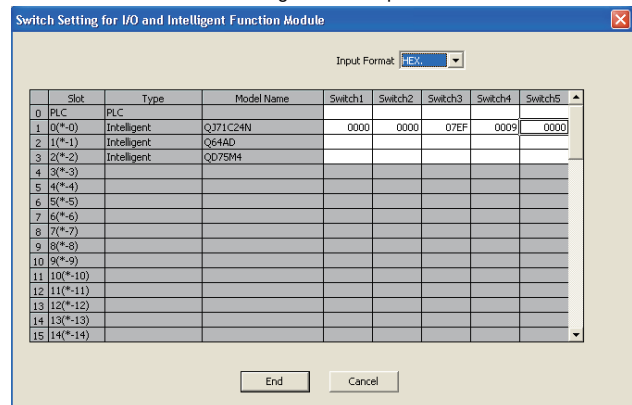 Switch Setting for I/O and Intelligent Function Module
Input Format HEX.
Slot Type Model Name Switch1 Switch2 Switch3 Switch4 Switch5
0 PLC PLC
1 0(*-0) Intelligent QJ71C24N 0000 0000 07EF 0009 0000
2 1(*-1) Intelligent Q64AD
3 2(*-2) Intelligent QD75M4
4 3(*-3)
5 4(*-4)
6 5(*-5)
7 6(*-6)
8 7(*-7)
9 8(*-8)
10 9(*-9)
11 10(*-10)
12 11(*-11)
13 12(*-12)
14 13(*-13)
15 14(*-14)
End Cancel